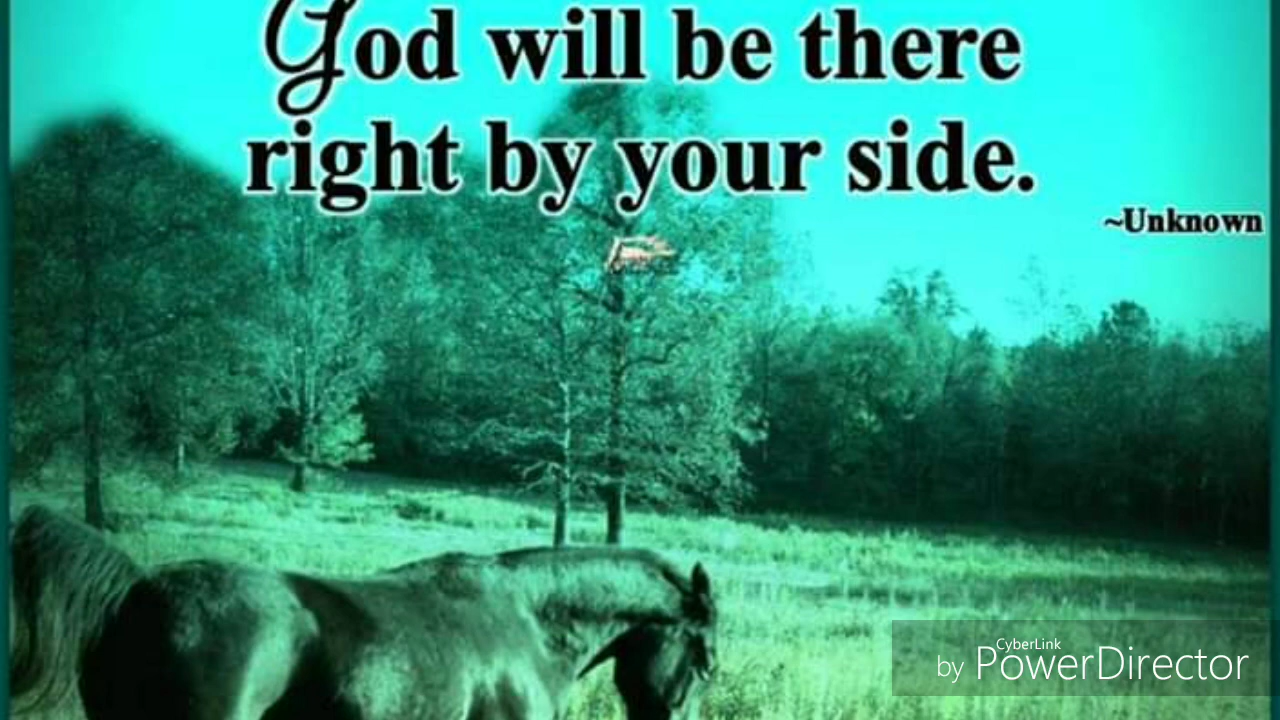 God will be there
right by your side.
~Unknown
CyberLink
by PowerDirector